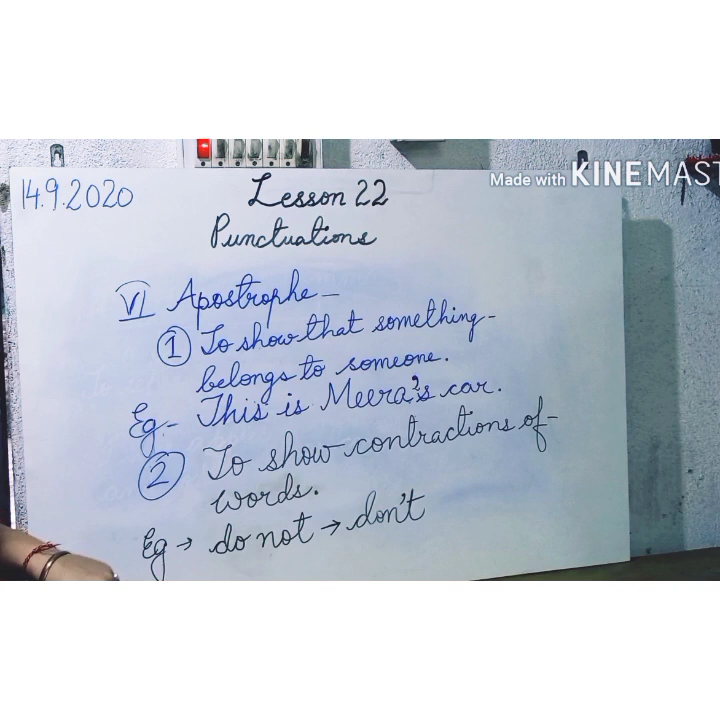 Made with KINEMAST
14.9.2020
Lesson 22
Punctuations
VI Apostrophe -
1 To show that something -
belongs to someone.
Eg.- This is Meera's car.
2 To show contractions of -
words.
Eg → do not → don't